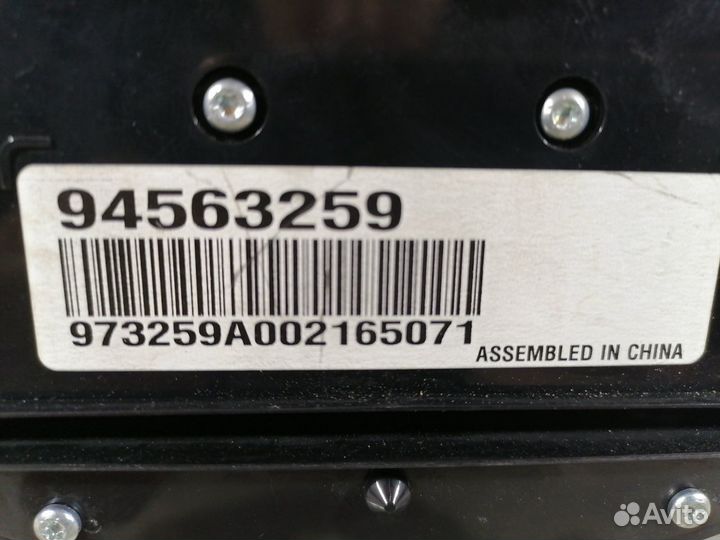 94563259
973259A002165071
ASSEMBLED IN CHINA
Avito